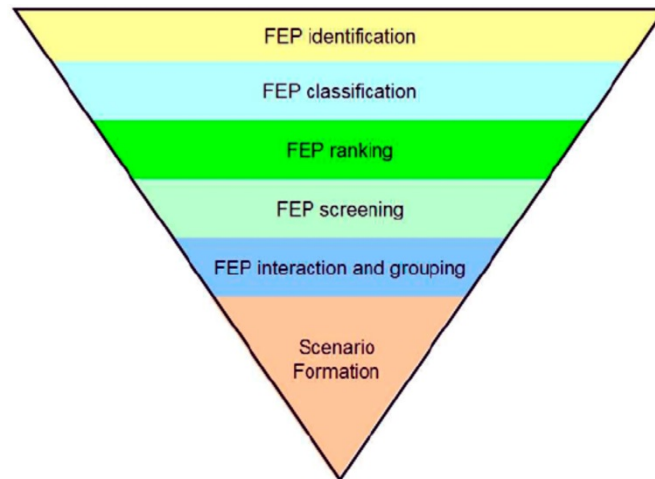 FEP identification
FEP classification
FEP ranking
FEP screening
FEP interaction and grouping
Scenario
Formation